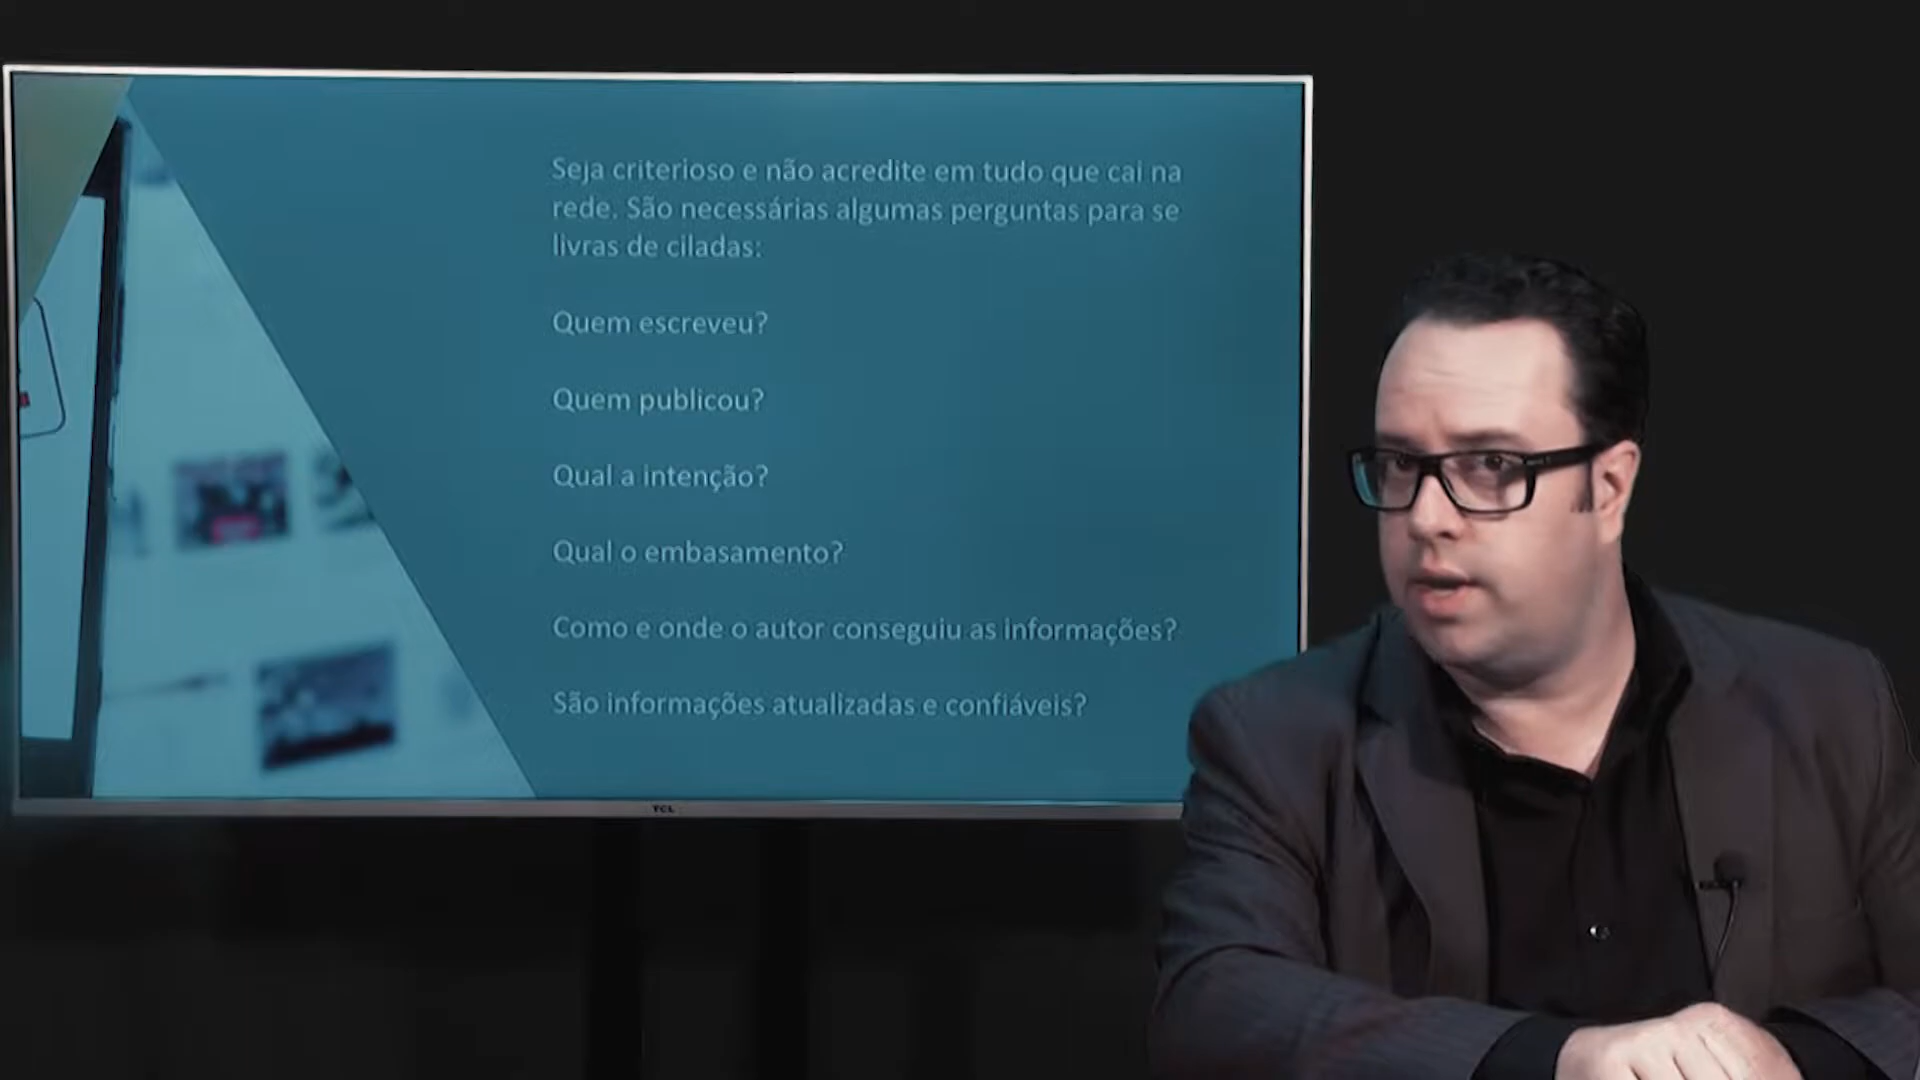 Seja criterioso e não acredite em tudo que cai na
rede. São necessárias algumas perguntas para se
livras de ciladas:
Quem escreveu?
Quem publicou?
Qual a intenção?
Qual o embasamento?
Como e onde o autor conseguiu as informações?
São informações atualizadas e confiáveis?
TCL